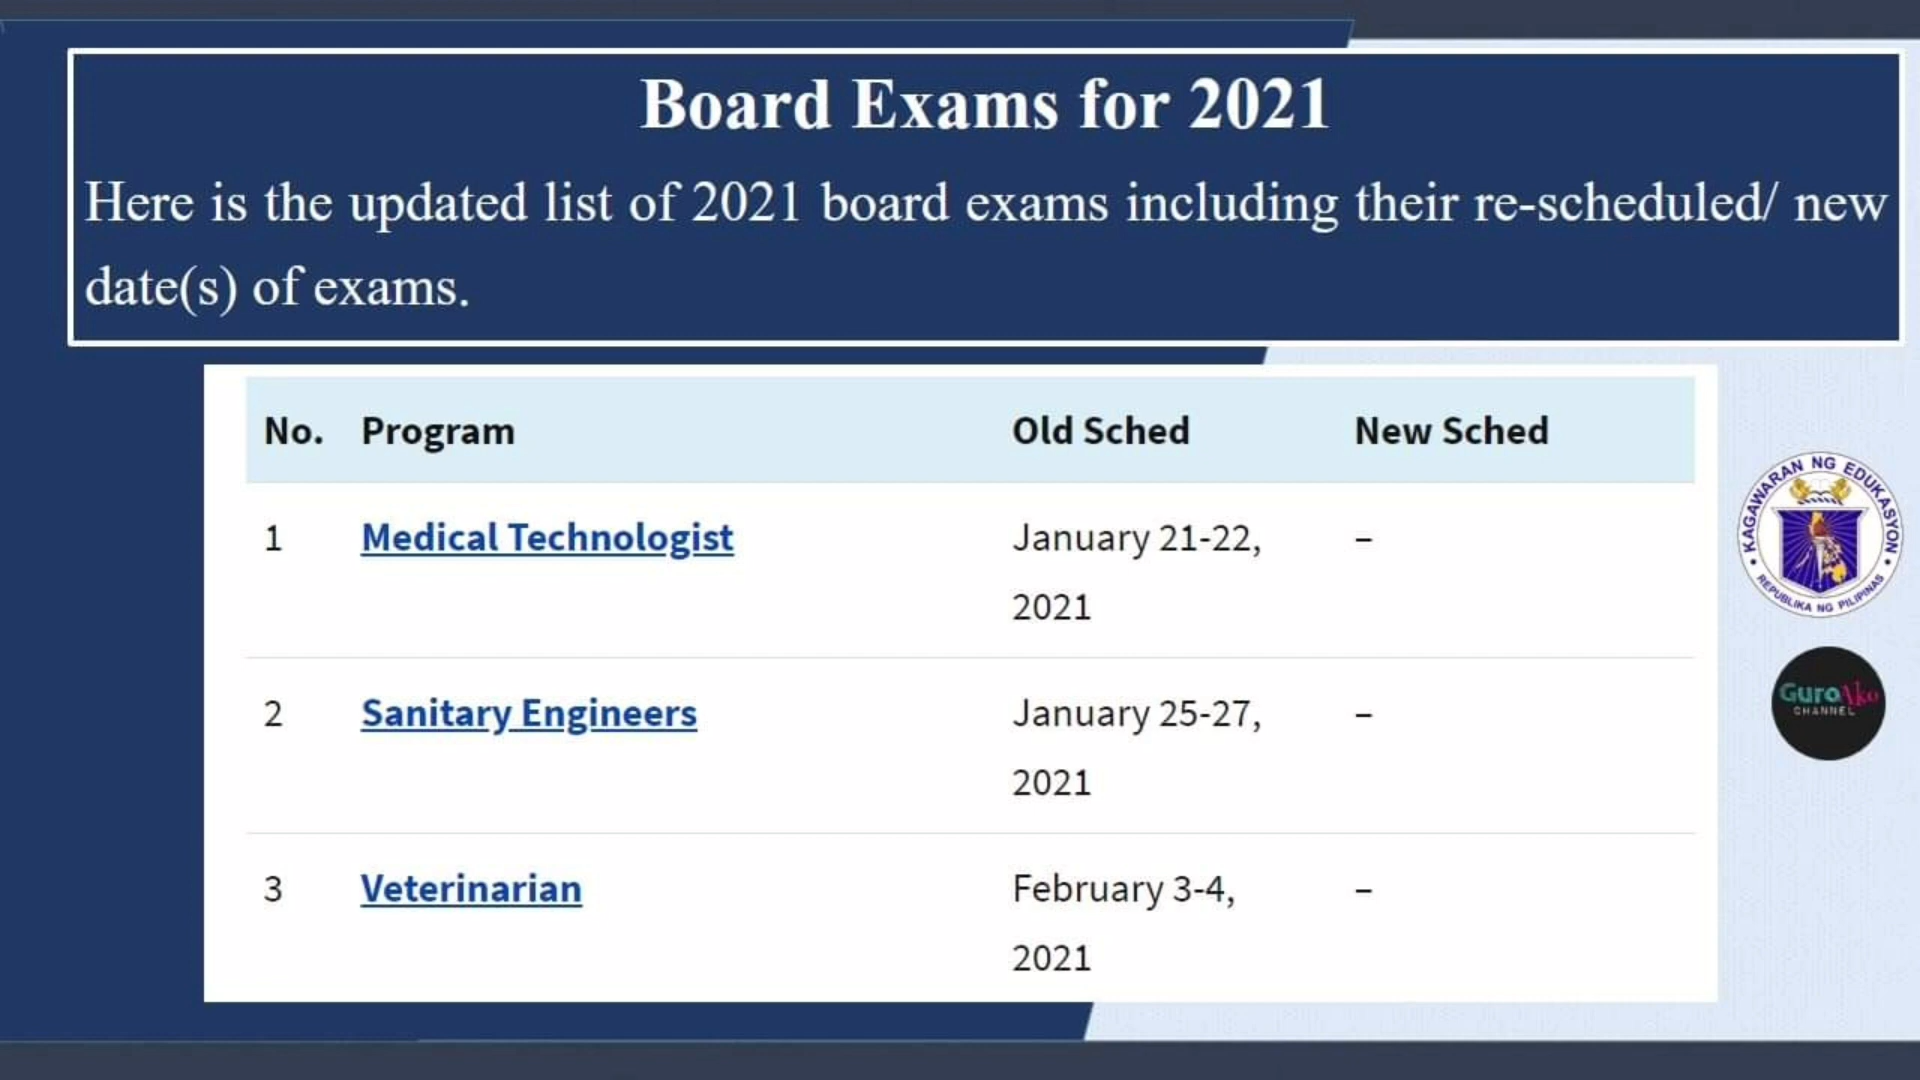 Board Exams for 2021
Here is the updated list of 2021 board exams including their re-scheduled/ new
date(s) of exams.
No. Program Old Sched New Sched
1 Medical Technologist January 21-22, –
2021
2 Sanitary Engineers January 25-27, –
2021
3 Veterinarian February 3-4, –
2021
KAGAWARAN NG EDUKASYON
REPUBLIKA NG PILIPINAS
GuroAko
CHANNEL